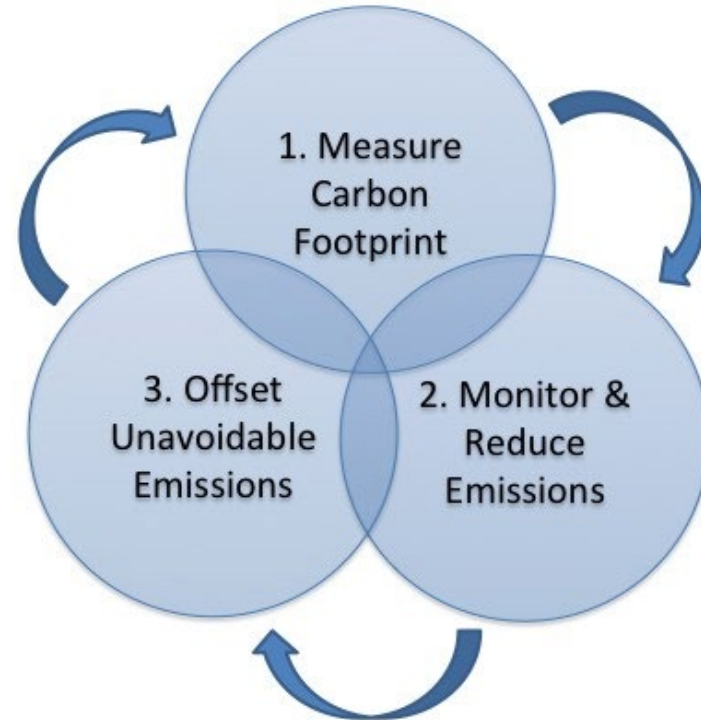 1. Measure
Carbon
Footprint
3. Offset
Unavoidable
Emissions
2. Monitor &
Reduce
Emissions